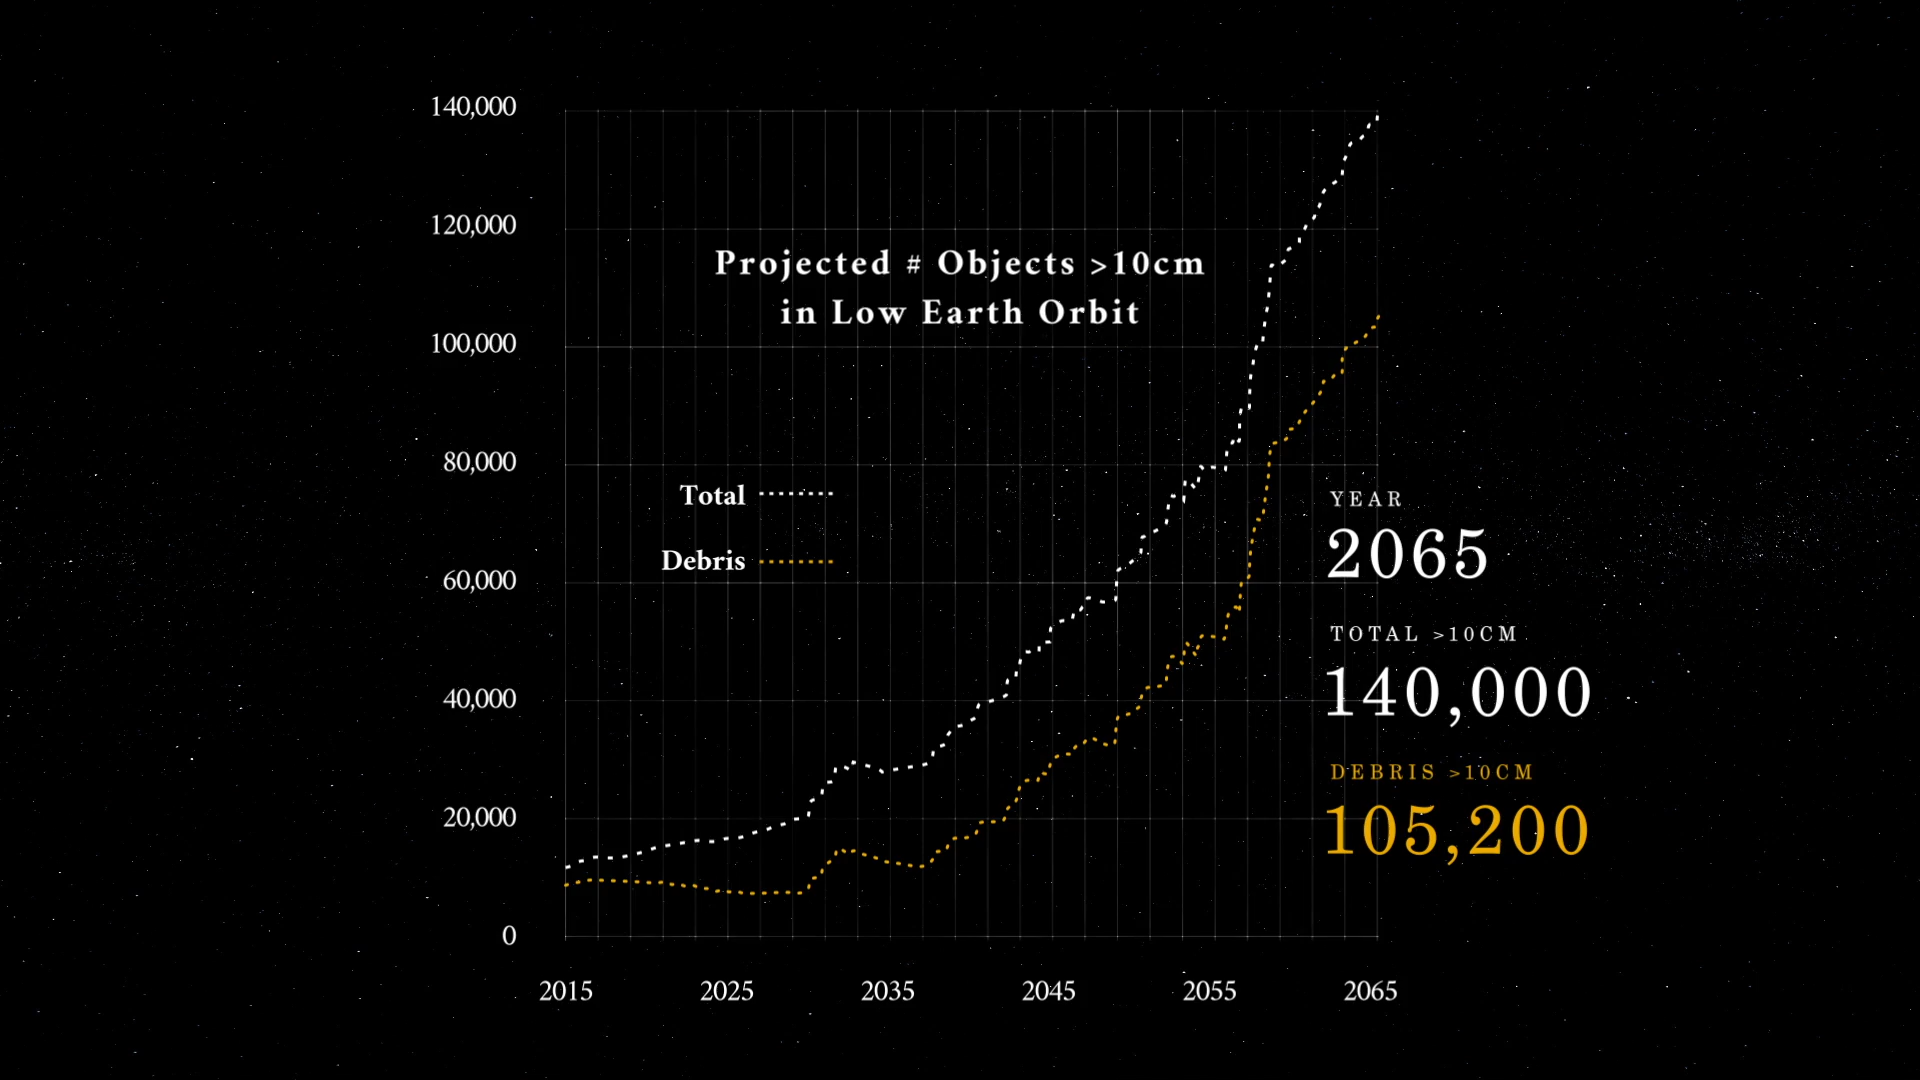 Projected # Objects >10cm
in Low Earth Orbit
140,000
120,000
100,000
80,000
60,000
40,000
20,000
0
Total
Debris
2015
2025
2035
2045
2055
2065
YEAR
2065
TOTAL >10CM
140,000
DEBRIS >10CM
105,200